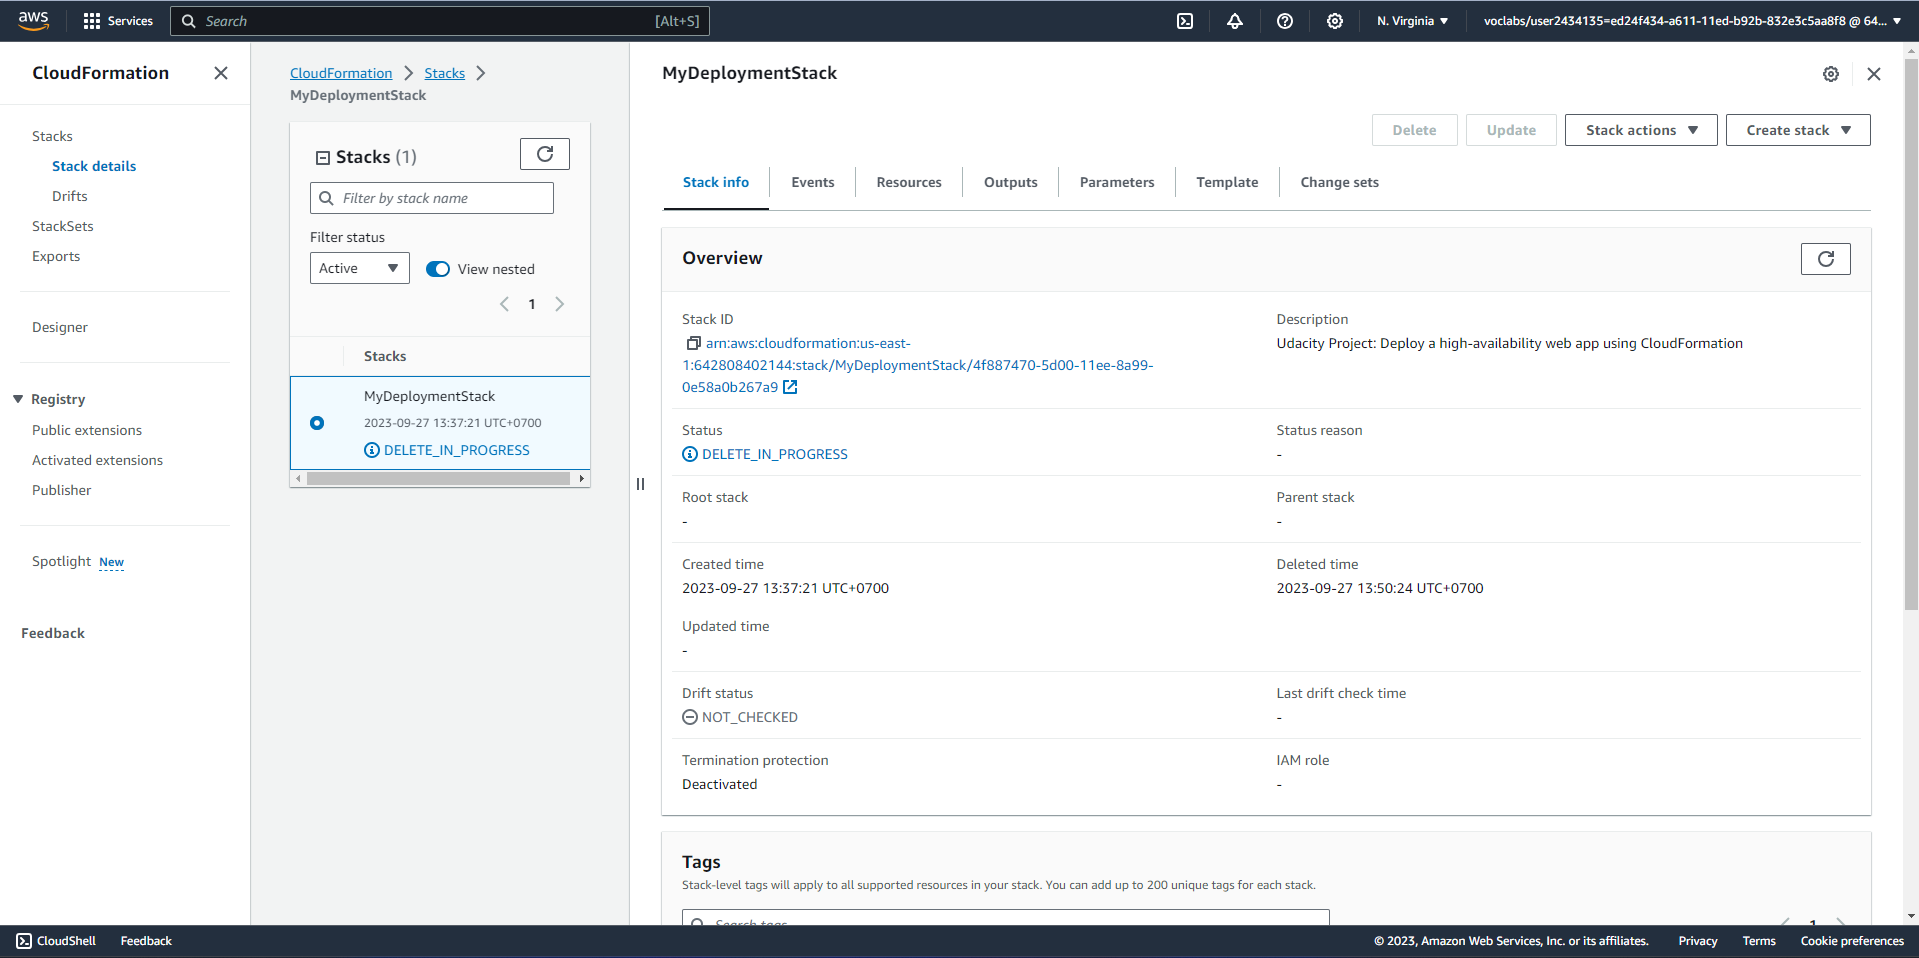 aws
Services
Search
[Alt+S]
N. Virginia
voclabs/user2434135=ed24f434-a611-11ed-b92b-832e3c5aa8f8 @ 64...
CloudFormation
Stacks
Stack details
Drifts
StackSets
Exports
Designer
Registry
Public extensions
Activated extensions
Publisher
Spotlight New
Feedback
CloudFormation
Stacks
MyDeploymentStack
Stacks (1)
Filter by stack name
Filter status
Active
View nested
1
Stacks
MyDeploymentStack
2023-09-27 13:37:21 UTC+0700
DELETE_IN_PROGRESS
MyDeploymentStack
Delete
Update
Stack actions
Create stack
Stack info
Events
Resources
Outputs
Parameters
Template
Change sets
Overview
Stack ID
arn:aws:cloudformation:us-east-
1:642808402144:stack/MyDeploymentStack/4f887470-5d00-11ee-8a99-
0e58a0b267a9
Description
Udacity Project: Deploy a high-availability web app using CloudFormation
Status
DELETE_IN_PROGRESS
Status reason
-
Root stack
-
Parent stack
-
Created time
2023-09-27 13:37:21 UTC+0700
Deleted time
2023-09-27 13:50:24 UTC+0700
Updated time
-
Drift status
NOT_CHECKED
Last drift check time
-
Termination protection
Deactivated
IAM role
-
Tags
Stack-level tags will apply to all supported resources in your stack. You can add up to 200 unique tags for each stack.
Search tags
1
CloudShell
Feedback
© 2023, Amazon Web Services, Inc. or its affiliates.
Privacy
Terms
Cookie preferences